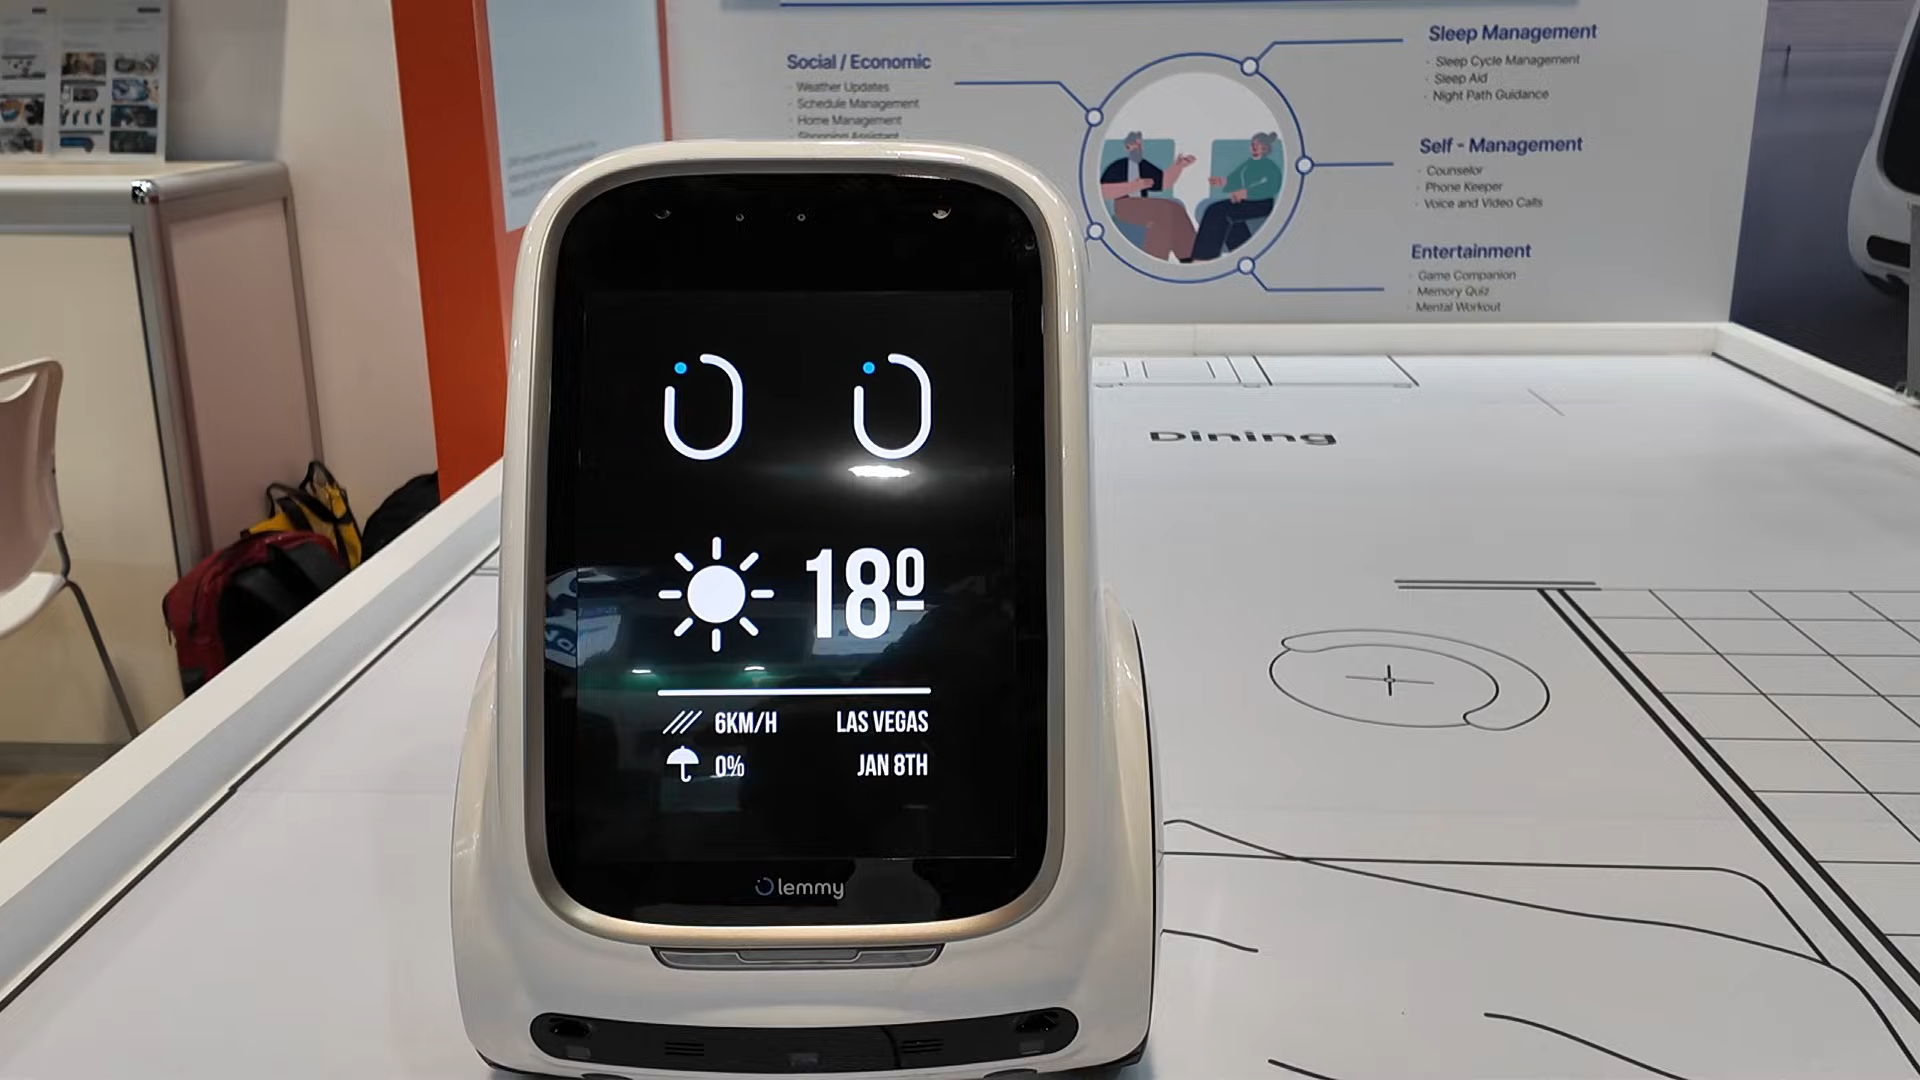 Social / Economic
· Weather Updates
· Schedule Management
· Home Management
· Shopping Assistant
Sleep Management
· Sleep Cycle Management
· Sleep Aid
· Night Path Guidance
Self - Management
· Counselor
· Phone Keeper
· Voice and Video Calls
Entertainment
· Game Companion
· Memory Quiz
· Mental Workout
Dining
18º
6KM/H LAS VEGAS
0% JAN 8TH
lemmy